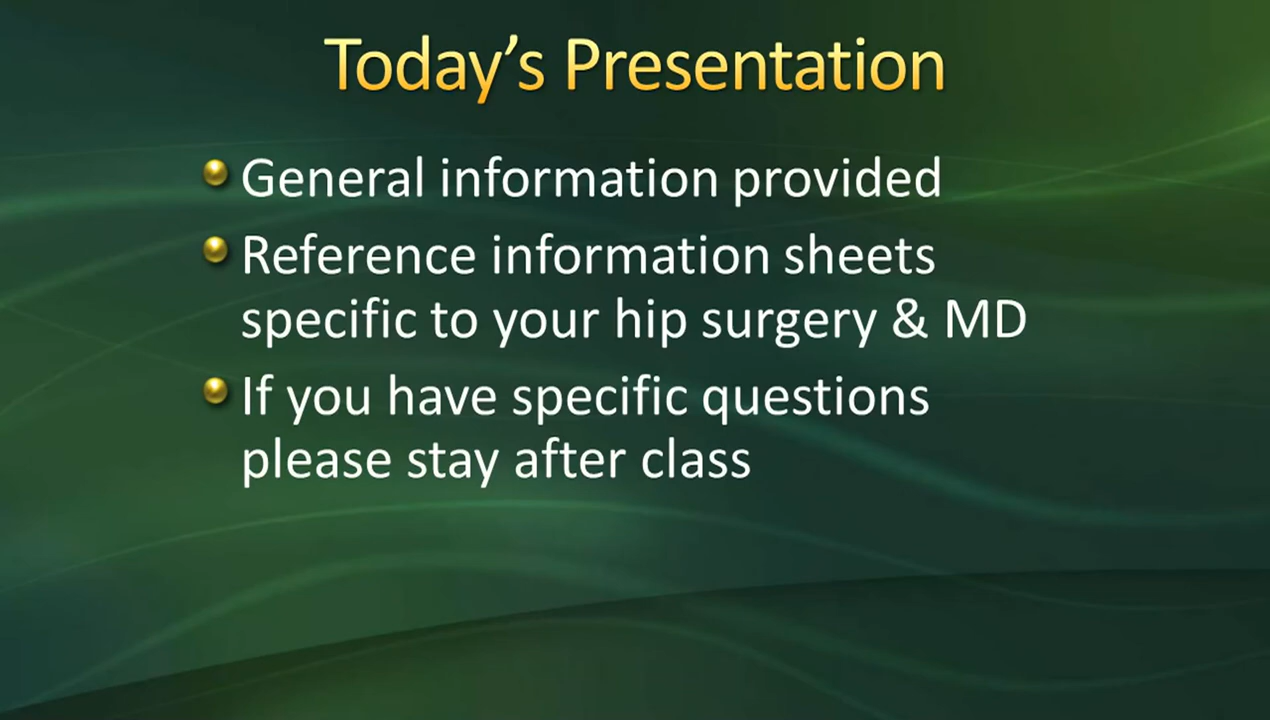 Today’s Presentation
General information provided
Reference information sheets
specific to your hip surgery & MD
If you have specific questions
please stay after class